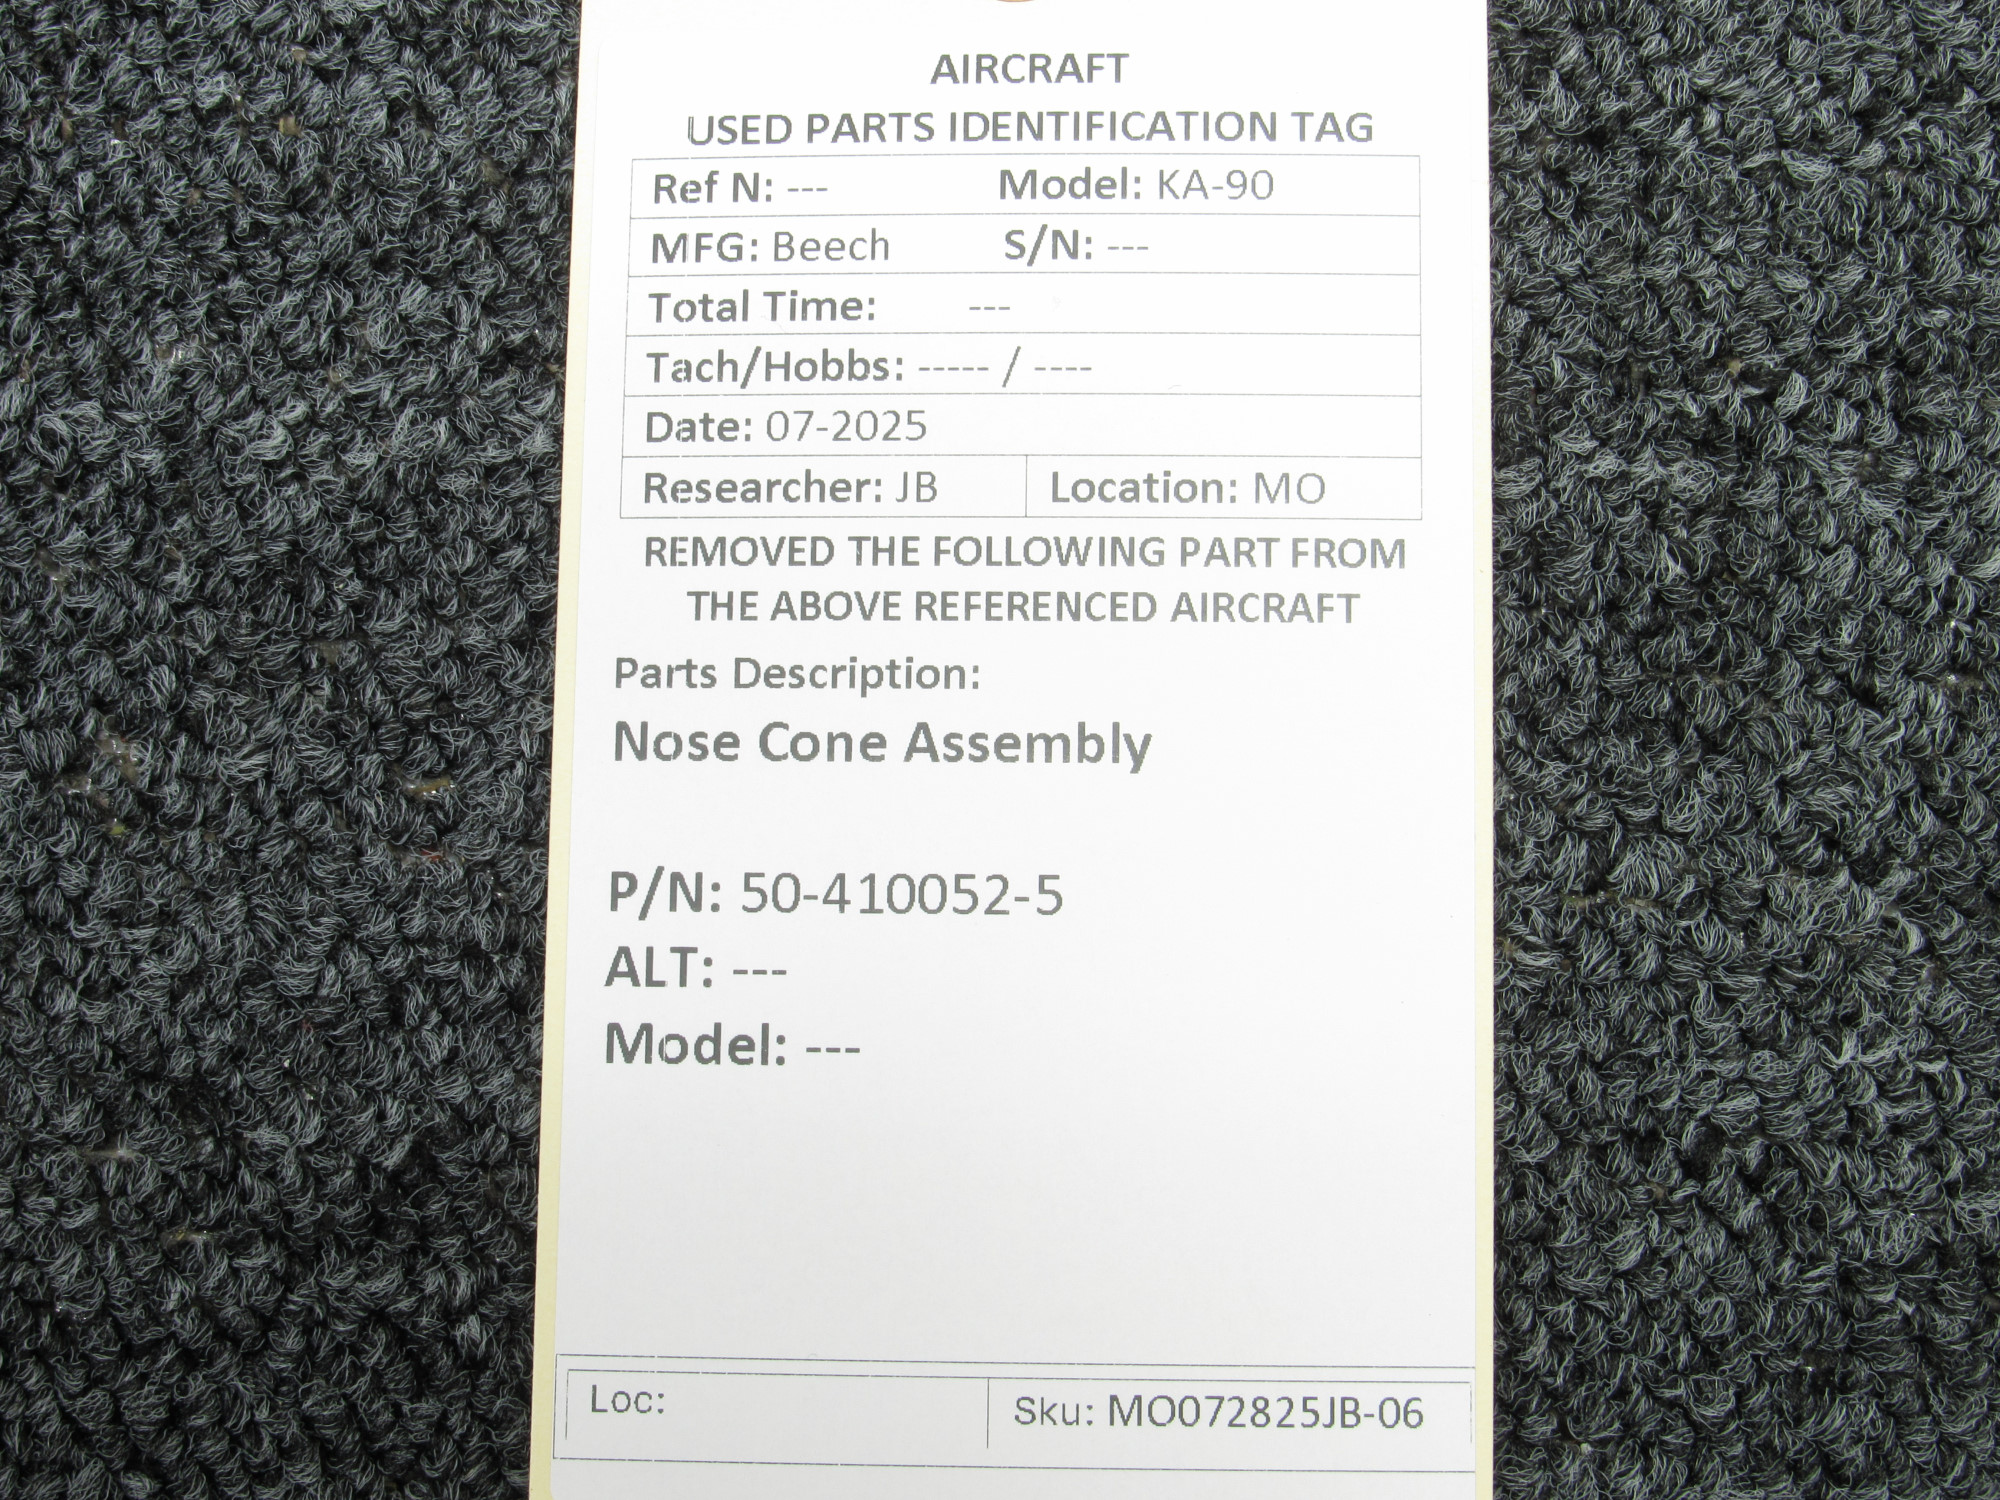 AIRCRAFT
USED PARTS IDENTIFICATION TAG
Ref N: --- Model: KA-90
MFG: Beech S/N: ---
Total Time: ---
Tach/Hobbs: ----- / ----
Date: 07-2025
Researcher: JB Location: MO
REMOVED THE FOLLOWING PART FROM
THE ABOVE REFERENCED AIRCRAFT
Parts Description:
Nose Cone Assembly
P/N: 50-410052-5
ALT: ---
Model: ---
Loc: Sku: MO072825JB-06